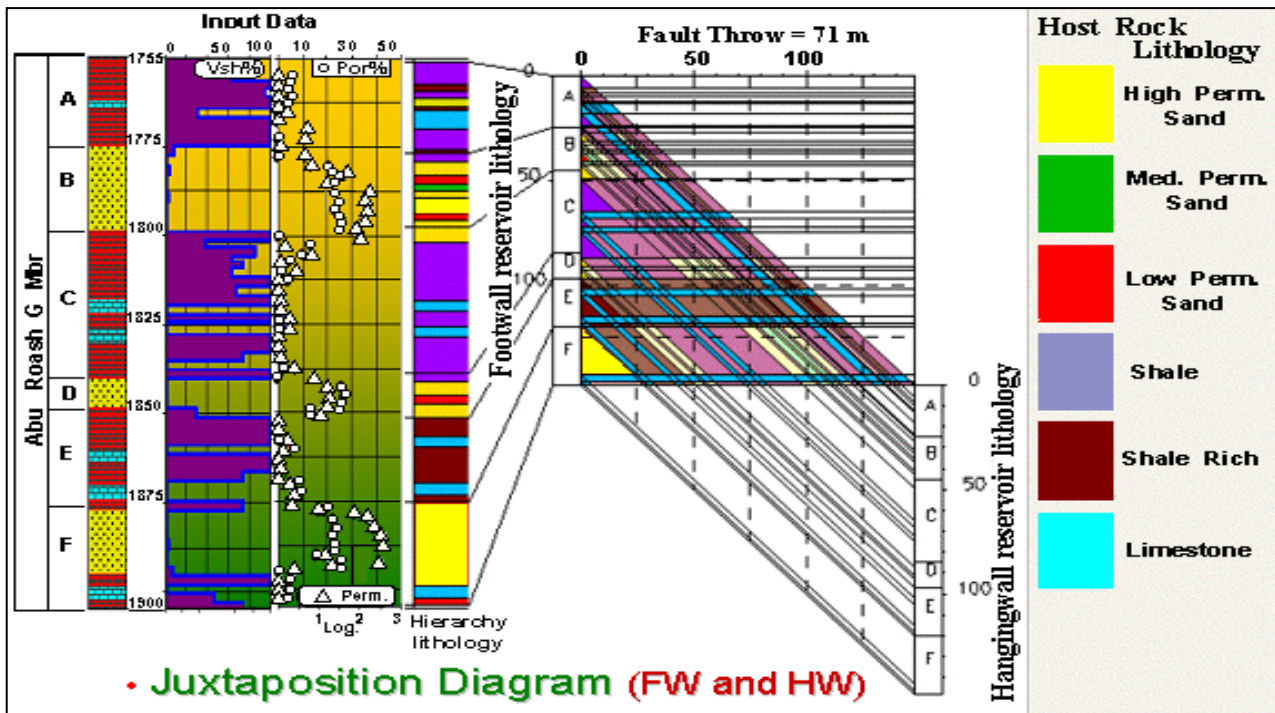 Input Data
0 50 100 10 30 50
Vsh% Por%
1755
1775
1800
1825
1850
1875
1900
Abu Roash G Mbr
A
B
C
D
E
F
Perm.
1 Log. 2 3
Hierarchy
lithology
Footwall reservoir lithology
Fault Throw = 71 m
0 50 100
0
50
100
A
B
C
D
E
F
Hangingwall reservoir lithology
0
50
100
A
B
C
D
E
F
Host Rock
Lithology
High Perm.
Sand
Med. Perm.
Sand
Low Perm.
Sand
Shale
Shale Rich
Limestone
• Juxtaposition Diagram (FW and HW)